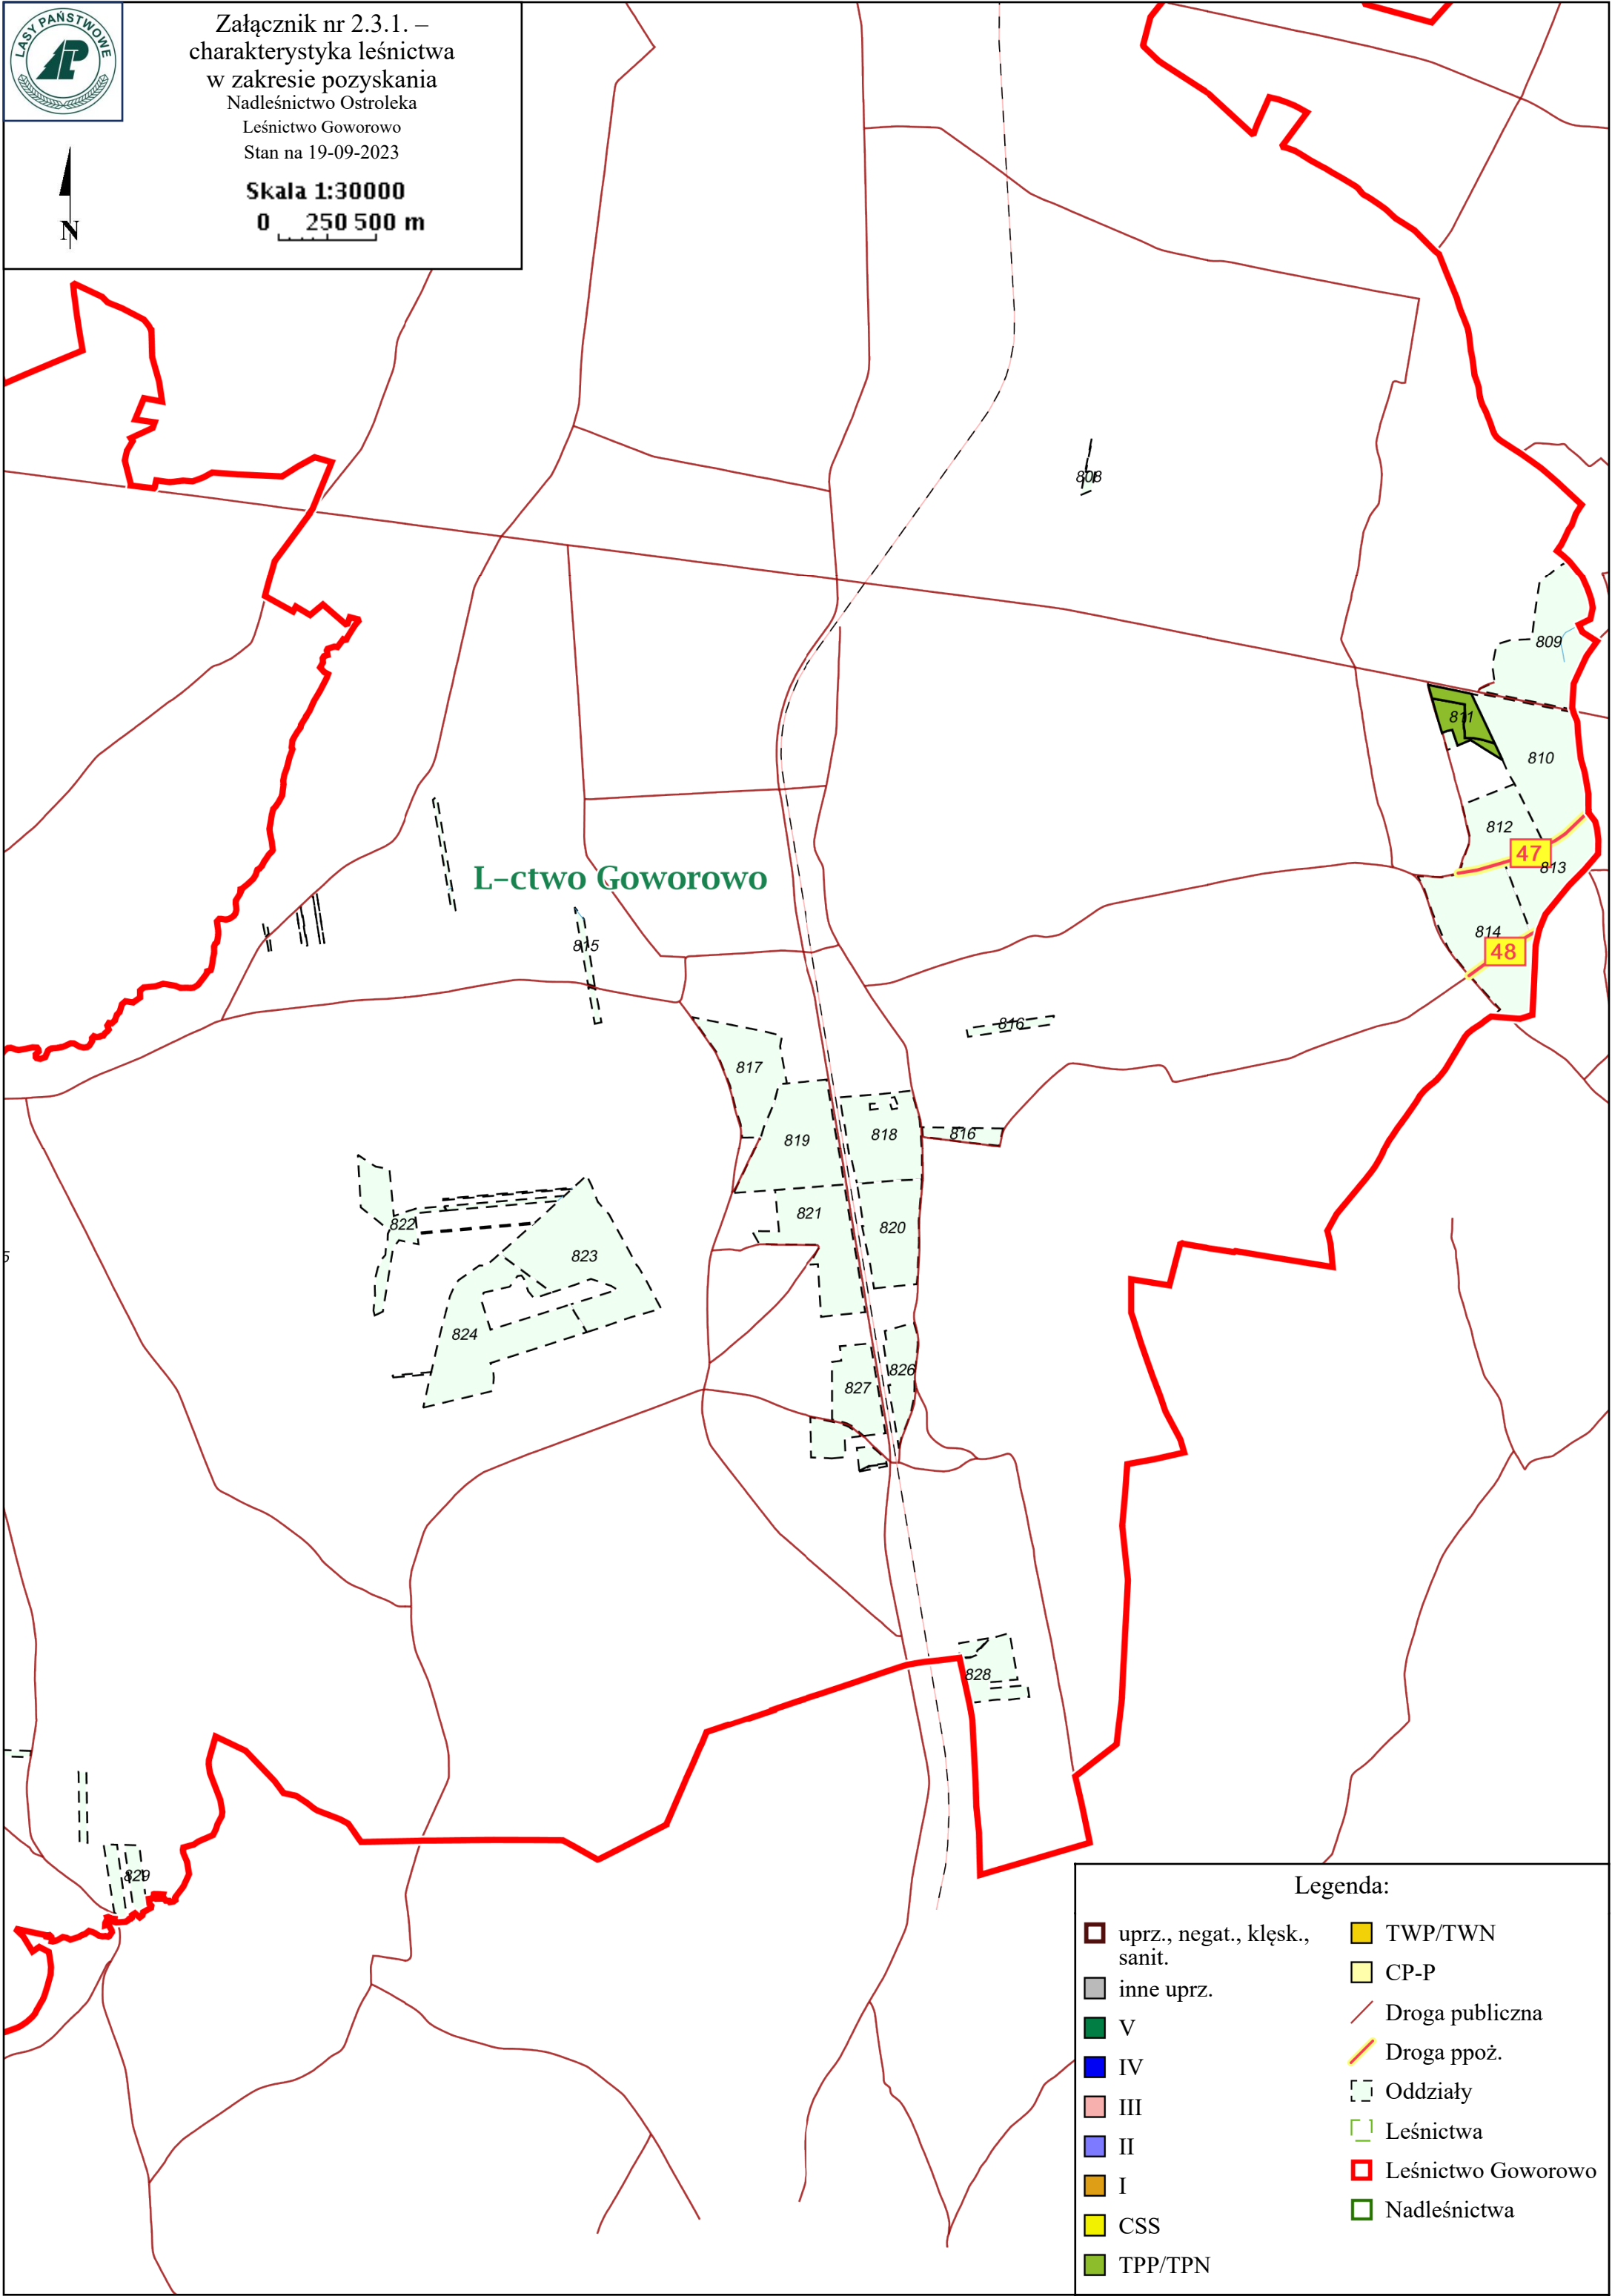 LASY PAŃSTWOWE
Załącznik nr 2.3.1. –
charakterystyka leśnictwa
w zakresie pozyskania
Nadleśnictwo Ostroleka
Leśnictwo Goworowo
Stan na 19-09-2023
Skala 1:30000
0 250 500 m
N
808
809
811
810
812
47
813
L–ctwo Goworowo
815
814
48
816
817
819
818
816
821
820
822
823
824
826
827
828
829
Legenda:
uprz., negat., klęsk.,
sanit.
inne uprz.
V
IV
III
II
I
CSS
TPP/TPN
TWP/TWN
CP-P
Droga publiczna
Droga ppoż.
Oddziały
Leśnictwa
Leśnictwo Goworowo
Nadleśnictwa